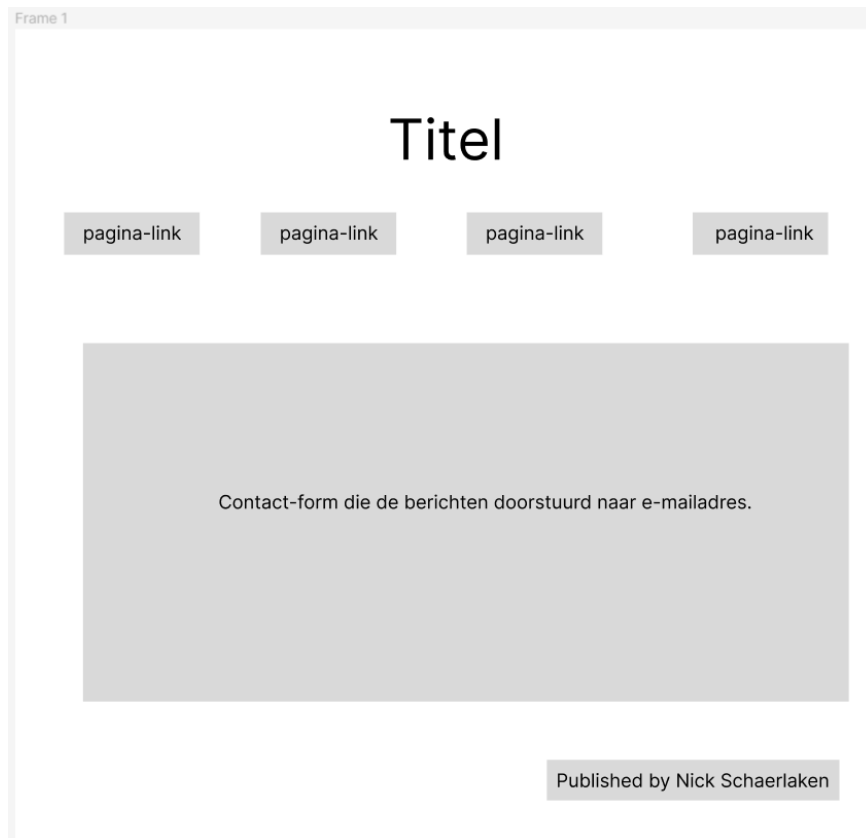 Frame 1
Titel
pagina-link pagina-link pagina-link pagina-link
Contact-form die de berichten doorstuurd naar e-mailadres.
Published by Nick Schaerlaken